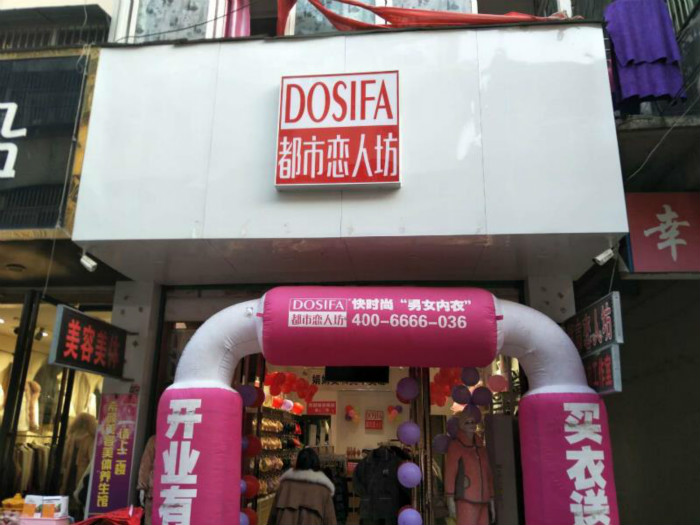 DOSIFA
都市恋人坊
DOSIFA 快时尚“男女内衣”
都市恋人坊 400-6666-036
美容美体
幸
开业有
买衣送